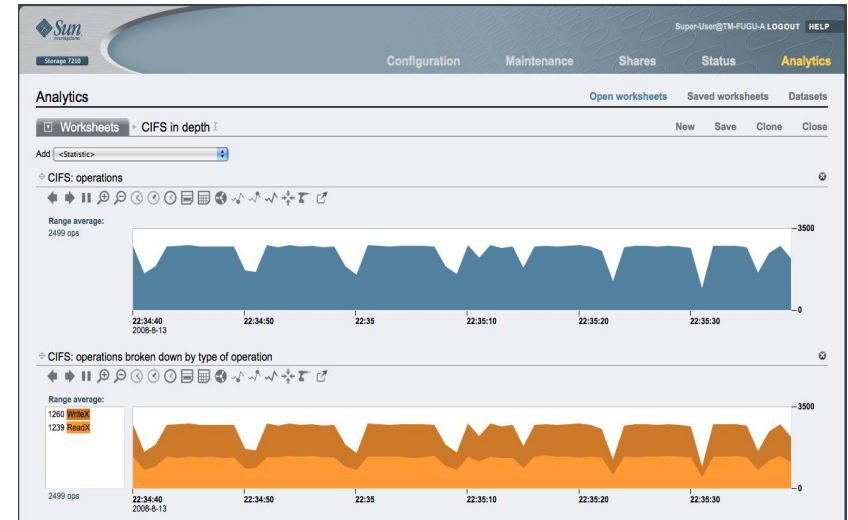 Sun
microsystems
Super-User@TM-FUGU-A LOGOUT HELP
Storage 7210
Configuration Maintenance Shares Status Analytics
Analytics
Open worksheets Saved worksheets Datasets
Worksheets CIFS in depth
New Save Clone Close
Add <Statistic>
CIFS: operations
Range average:
2499 ops
3500
0
22:34:40 22:34:50 22:35 22:35:10 22:35:20 22:35:30
2008-8-13
CIFS: operations broken down by type of operation
Range average:
1260 WriteX
1239 ReadX
3500
0
2499 ops
22:34:40 22:34:50 22:35 22:35:10 22:35:20 22:35:30
2008-8-13